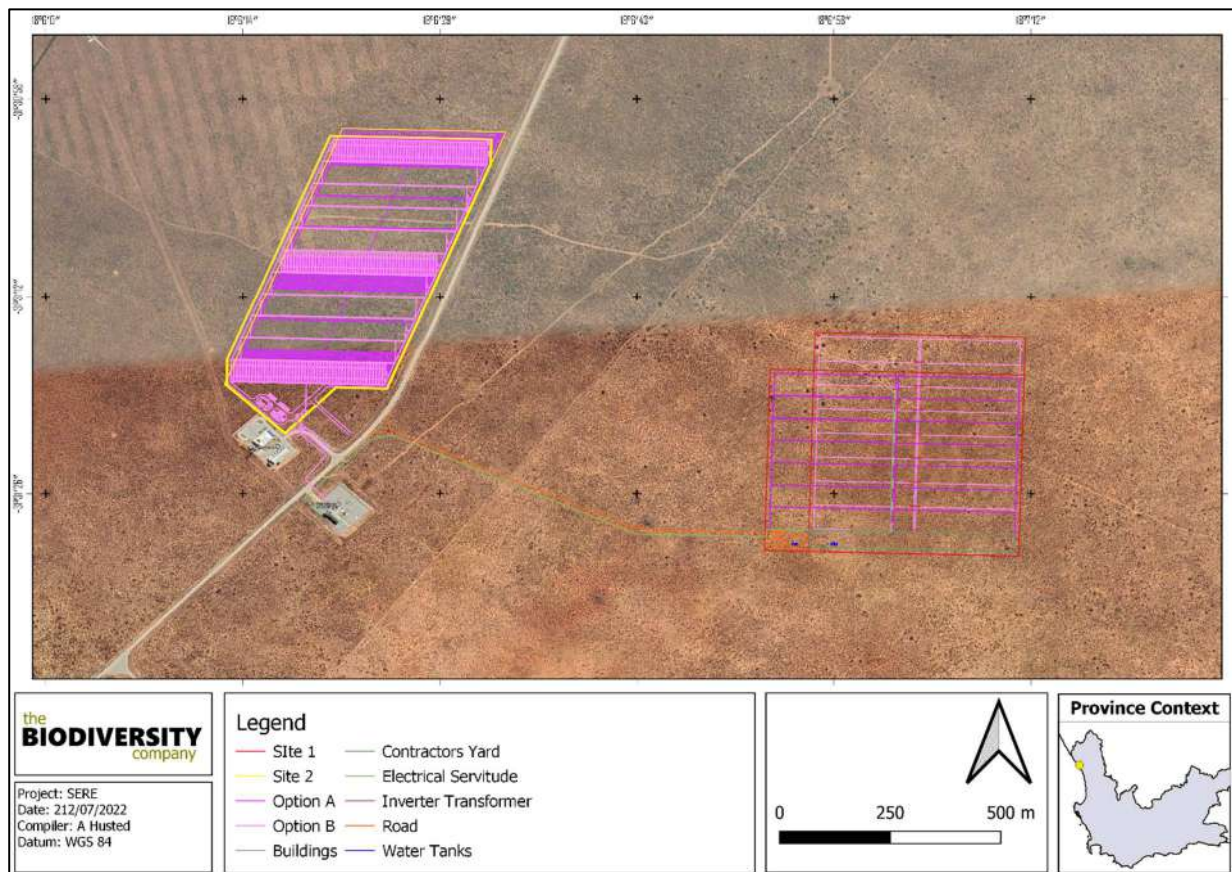 the
BIODIVERSITY
company
Project: SERE
Date: 212/07/2022
Compiler: A Husted
Datum: WGS 84
Legend
SIte 1
Site 2
Option A
Option B
Buildings
Contractors Yard
Electrical Servitude
Inverter Transformer
Road
Water Tanks
0 250 500 m
Province Context